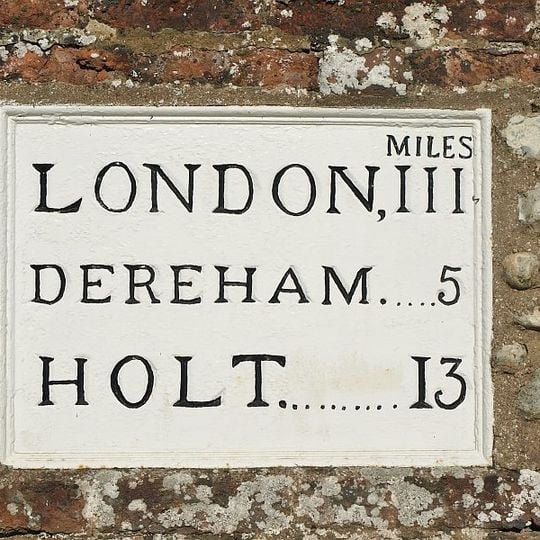 MILES
LONDON, 111
DEREHAM.....5
HOLT.......... 13